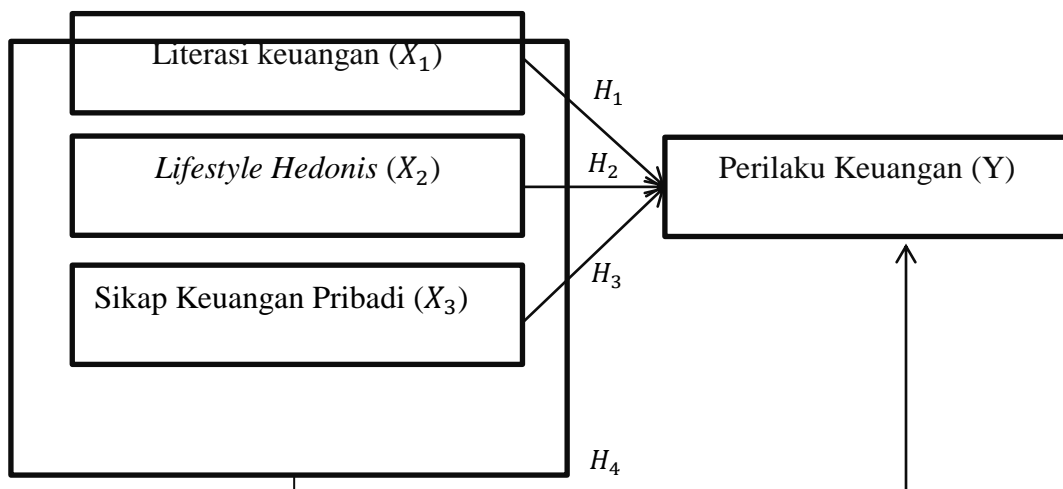 Literasi keuangan (𝑋₁)
𝐻₁
Lifestyle Hedonis (𝑋₂)
𝐻₂
Perilaku Keuangan (Y)
Sikap Keuangan Pribadi (𝑋₃)
𝐻₃
𝐻₄